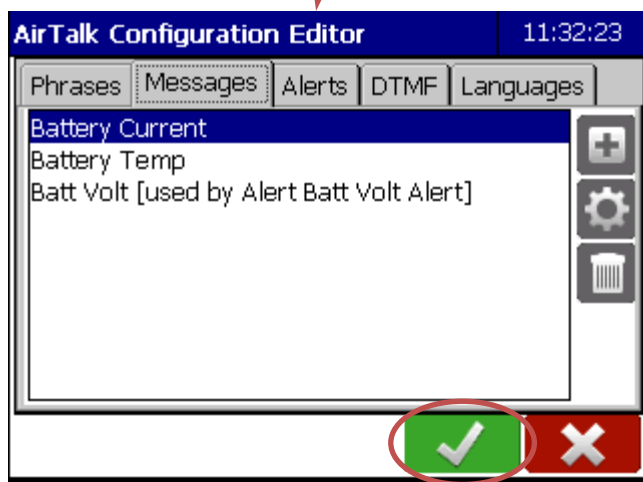 AirTalk Configuration Editor 11:32:23
Phrases Messages Alerts DTMF Languages
Battery Current
Battery Temp
Batt Volt [used by Alert Batt Volt Alert]